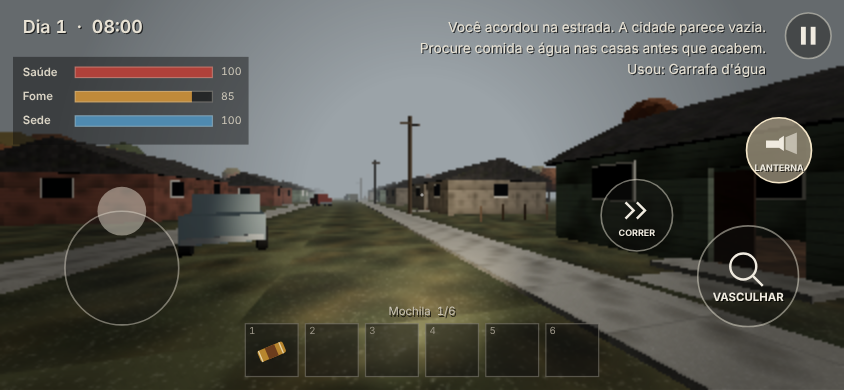 Dia 1 · 08:00
Você acordou na estrada. A cidade parece vazia.
Procure comida e água nas casas antes que acabem.
Usou: Garrafa d'água
Saúde 100
Fome 85
Sede 100
LANTERNA
CORRER
VASCULHAR
Mochila 1/6
1 2 3 4 5 6